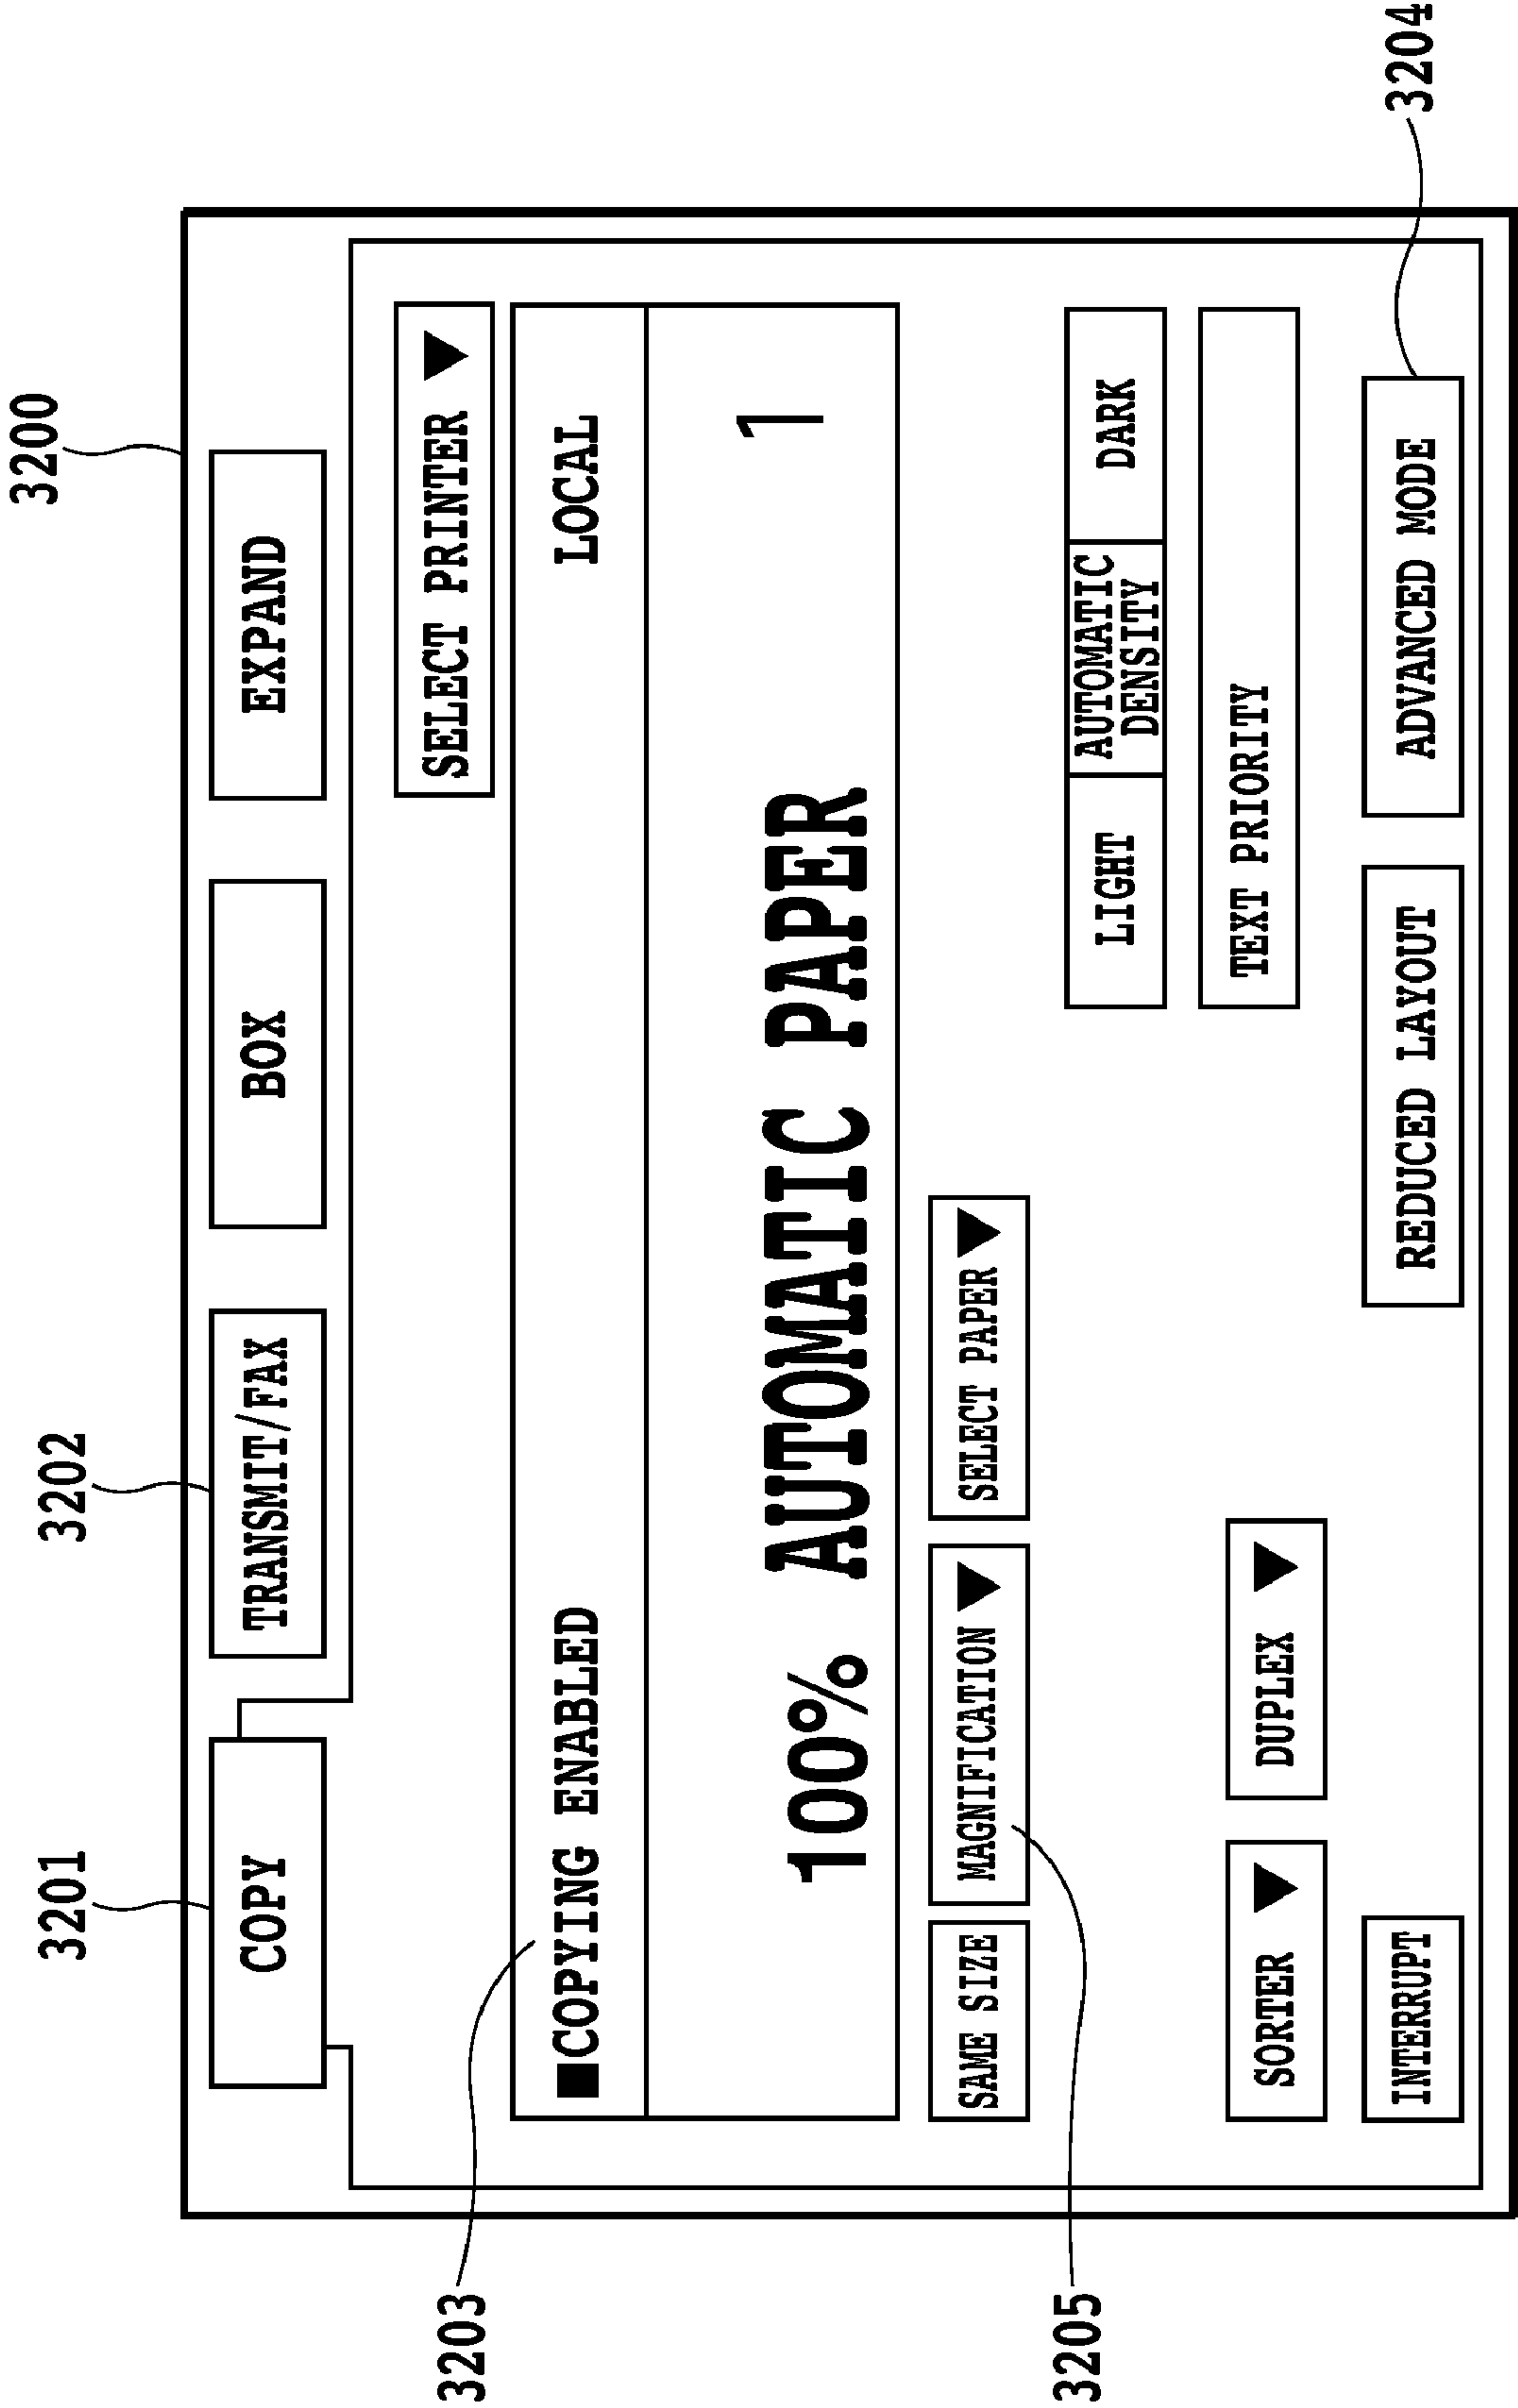 3200
3201
3202
COPY
TRANSMIT/FAX
BOX
EXPAND
SELECT PRINTER ▼
3203
■COPYING ENABLED
LOCAL
100% AUTOMATIC PAPER
1
SAME SIZE
MAGNIFICATION ▼
SELECT PAPER ▼
3205
LIGHT
AUTOMATIC
DENSITY
DARK
SORTER ▼
DUPLEX ▼
TEXT PRIORITY
INTERRUPT
REDUCED LAYOUT
ADVANCED MODE
3204